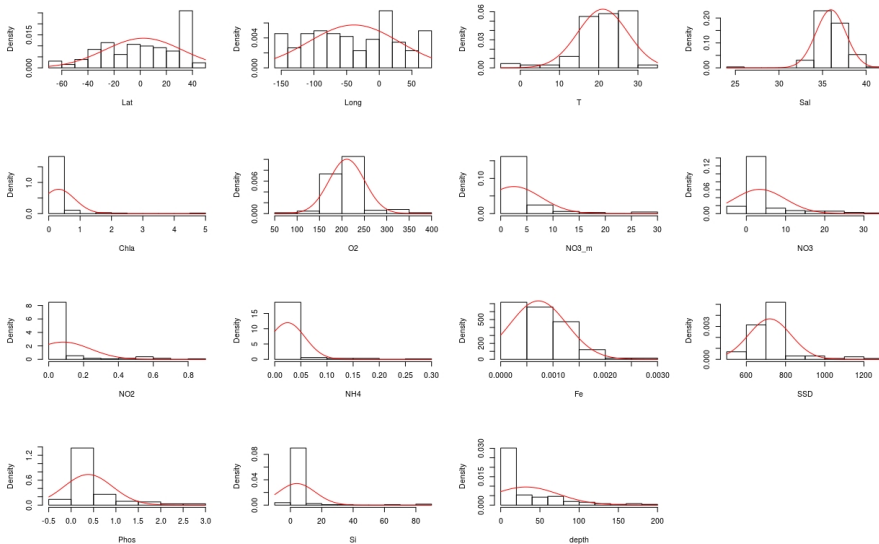 Density
0.000 0.015
-60 -40 -20 0 20 40
Lat
Density
0.000 0.004
-150 -100 -50 0 50
Long
Density
0.00 0.03 0.06
0 10 20 30
T
Density
0.00 0.10 0.20
25 30 35 40
Sal
Density
0.0 1.0
0 1 2 3 4 5
Chla
Density
0.000 0.006
50 100 150 200 250 300 350 400
O2
Density
0.00 0.10
0 5 10 15 20 25 30
NO3_m
Density
0.00 0.06 0.12
0 10 20 30
NO3
Density
0 2 4 6 8
0.0 0.2 0.4 0.6 0.8
NO2
Density
0 5 10 15
0.00 0.05 0.10 0.15 0.20 0.25 0.30
NH4
Density
0 200 500
0.0000 0.0010 0.0020 0.0030
Fe
Density
0.000 0.003
600 800 1000 1200
SSD
Density
0.0 0.6 1.2
-0.5 0.0 0.5 1.0 1.5 2.0 2.5 3.0
Phos
Density
0.00 0.04 0.08
0 20 40 60 80
Si
Density
0.000 0.015 0.030
0 50 100 150 200
depth